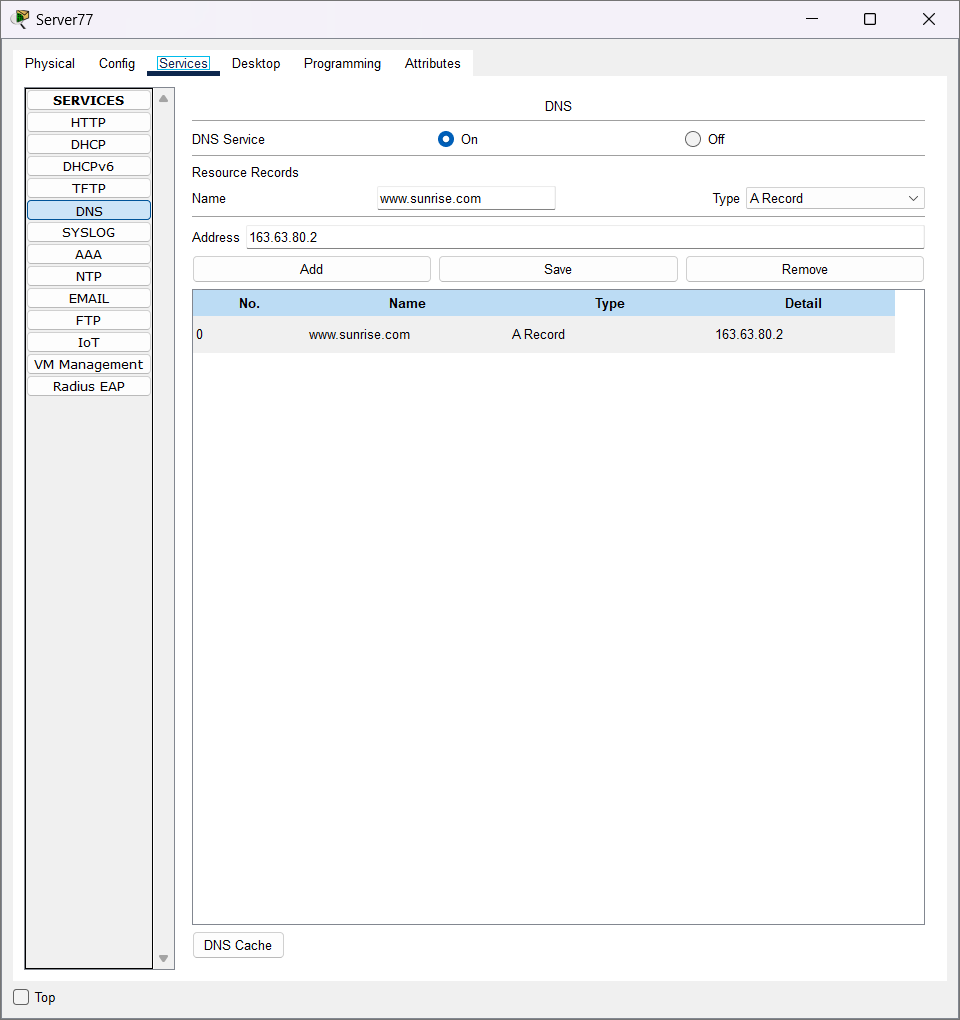 Server77
Physical Config Services Desktop Programming Attributes
SERVICES
HTTP
DHCP
DHCPv6
TFTP
DNS
SYSLOG
AAA
NTP
EMAIL
FTP
IoT
VM Management
Radius EAP
DNS
DNS Service On Off
Resource Records
Name www.sunrise.com Type A Record
Address 163.63.80.2
Add Save Remove
No. Name Type Detail
0 www.sunrise.com A Record 163.63.80.2
DNS Cache
Top